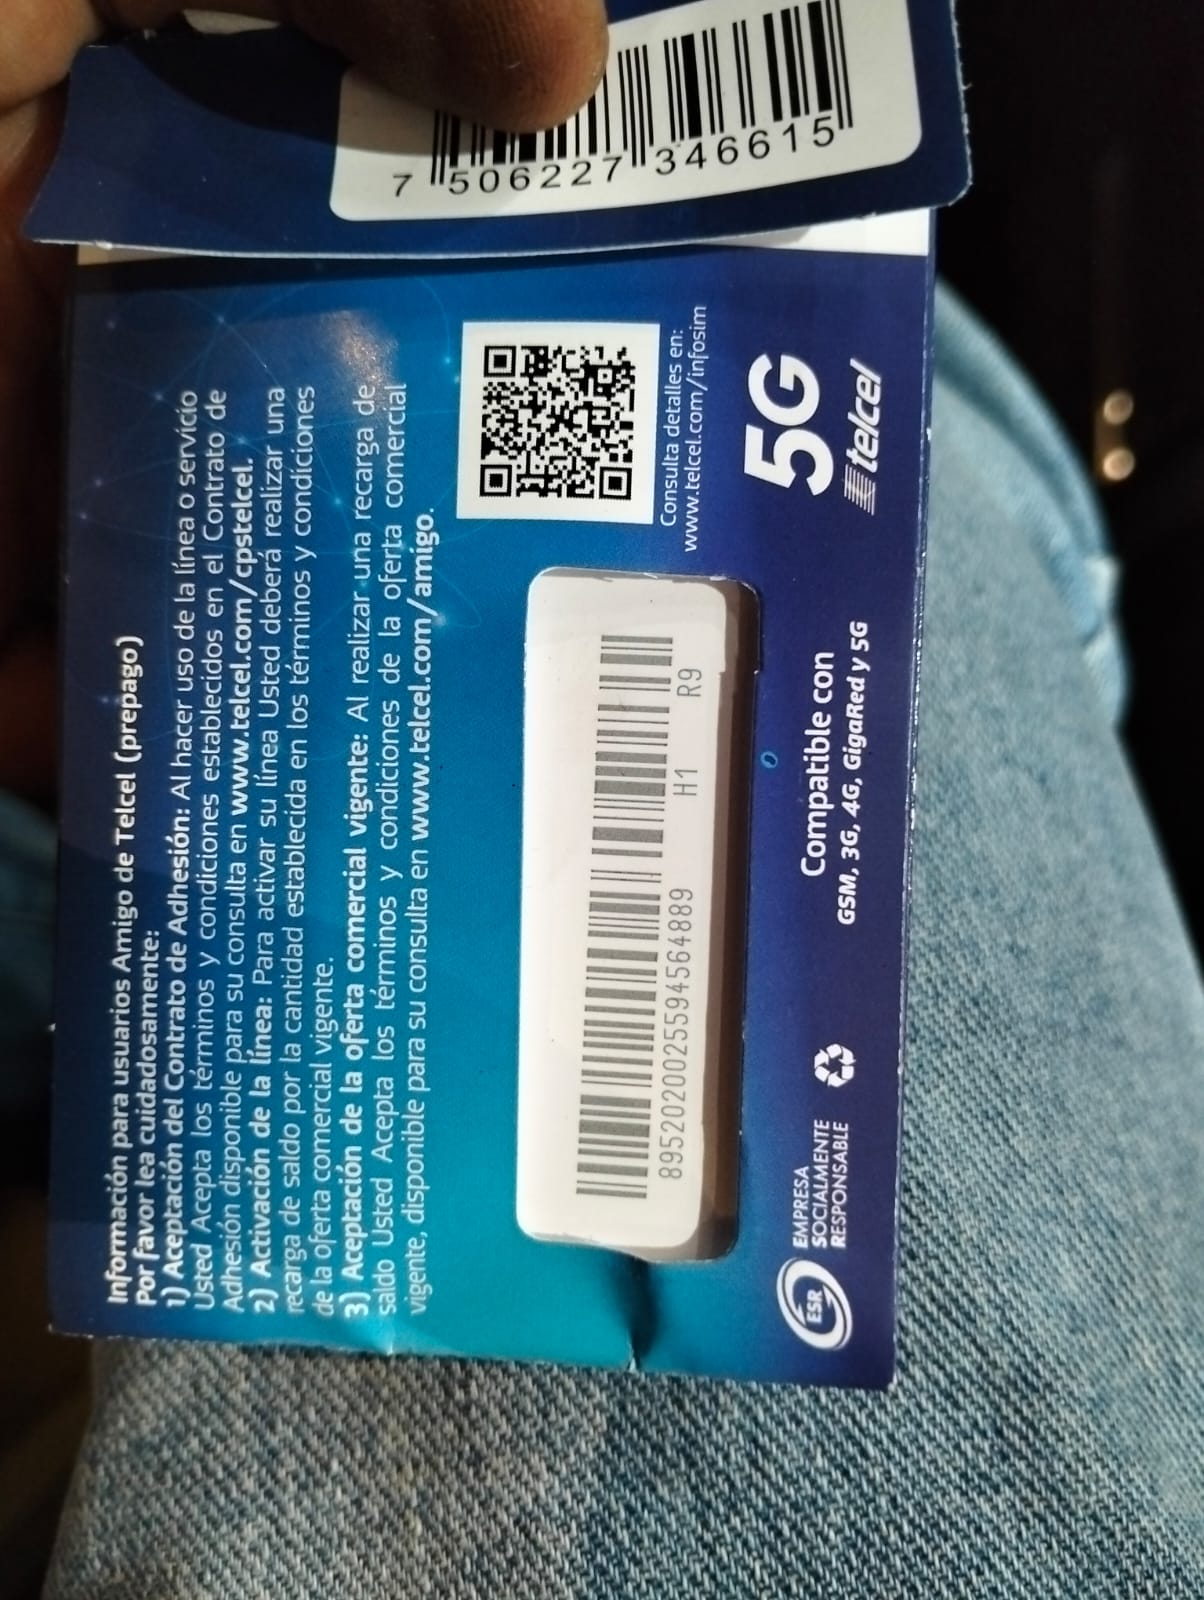 7 506227 346615
Información para usuarios Amigo de Telcel (prepago)
Por favor lea cuidadosamente:
1) Aceptación del Contrato de Adhesión: Al hacer uso de la línea o servicio
Usted Acepta los términos y condiciones establecidos en el Contrato de
Adhesión disponible para su consulta en www.telcel.com/cpstelcel.
2) Activación de la línea: Para activar su línea Usted deberá realizar una
recarga de saldo por la cantidad establecida en los términos y condiciones
de la oferta comercial vigente.
3) Aceptación de la oferta comercial vigente: Al realizar una recarga de
saldo Usted Acepta los términos y condiciones de la oferta comercial
vigente, disponible para su consulta en www.telcel.com/amigo.
8952020025594564889 H1 R9
Consulta detalles en:
www.telcel.com/infosim
ESR
EMPRESA
SOCIALMENTE
RESPONSABLE
Compatible con
GSM, 3G, 4G, GigaRed y 5G
5G
telcel